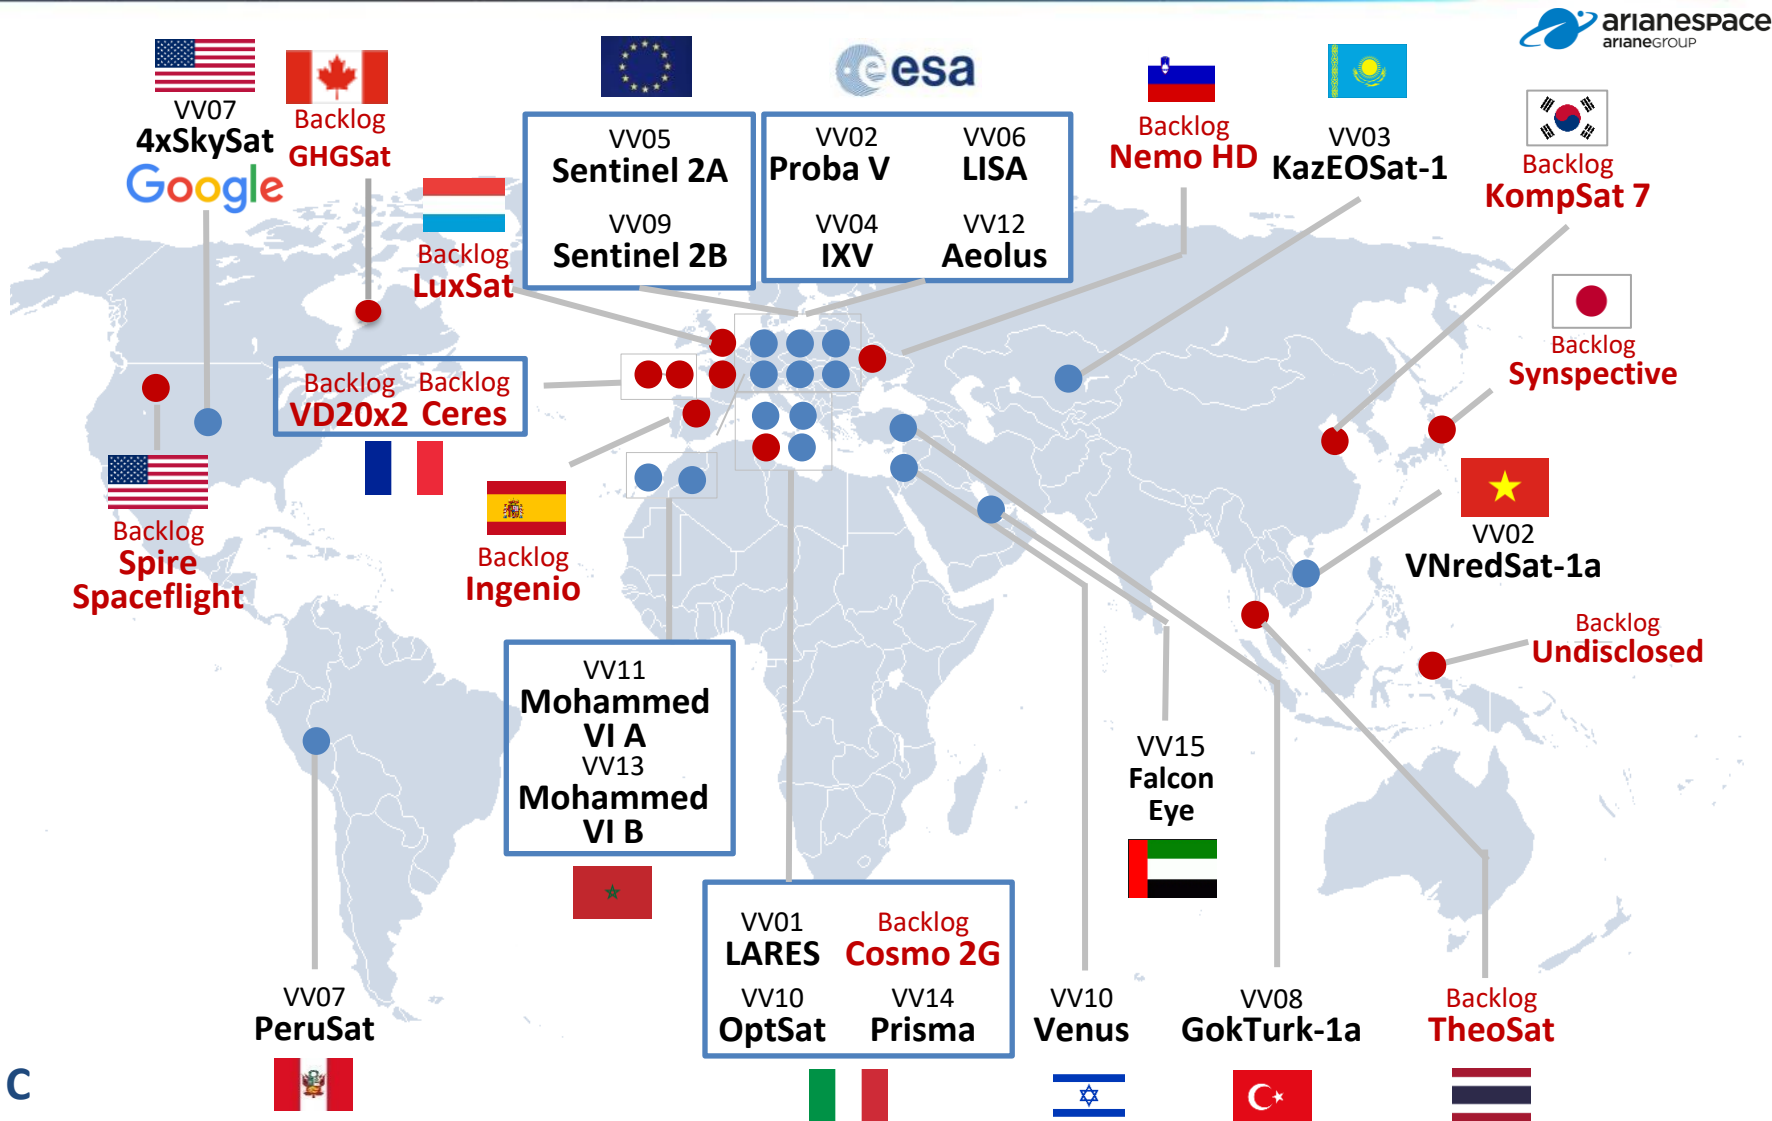 arianespace
arianeGROUP
VV07
4xSkySat
Google
Backlog
GHGSat
Backlog
LuxSat
VV05
Sentinel 2A
VV09
Sentinel 2B
esa
VV02
Proba V
VV06
LISA
VV04
IXV
VV12
Aeolus
Backlog
Nemo HD
VV03
KazEOSat-1
Backlog
KompSat 7
Backlog
Synspective
Backlog
VD20x2
Backlog
Ceres
Backlog
Spire
Spaceflight
Backlog
Ingenio
VV02
VNredSat-1a
Backlog
Undisclosed
VV11
Mohammed
VI A
VV13
Mohammed
VI B
VV15
Falcon
Eye
VV01
LARES
Backlog
Cosmo 2G
VV10
OptSat
VV14
Prisma
VV07
PeruSat
VV10
Venus
VV08
GokTurk-1a
Backlog
TheoSat
C